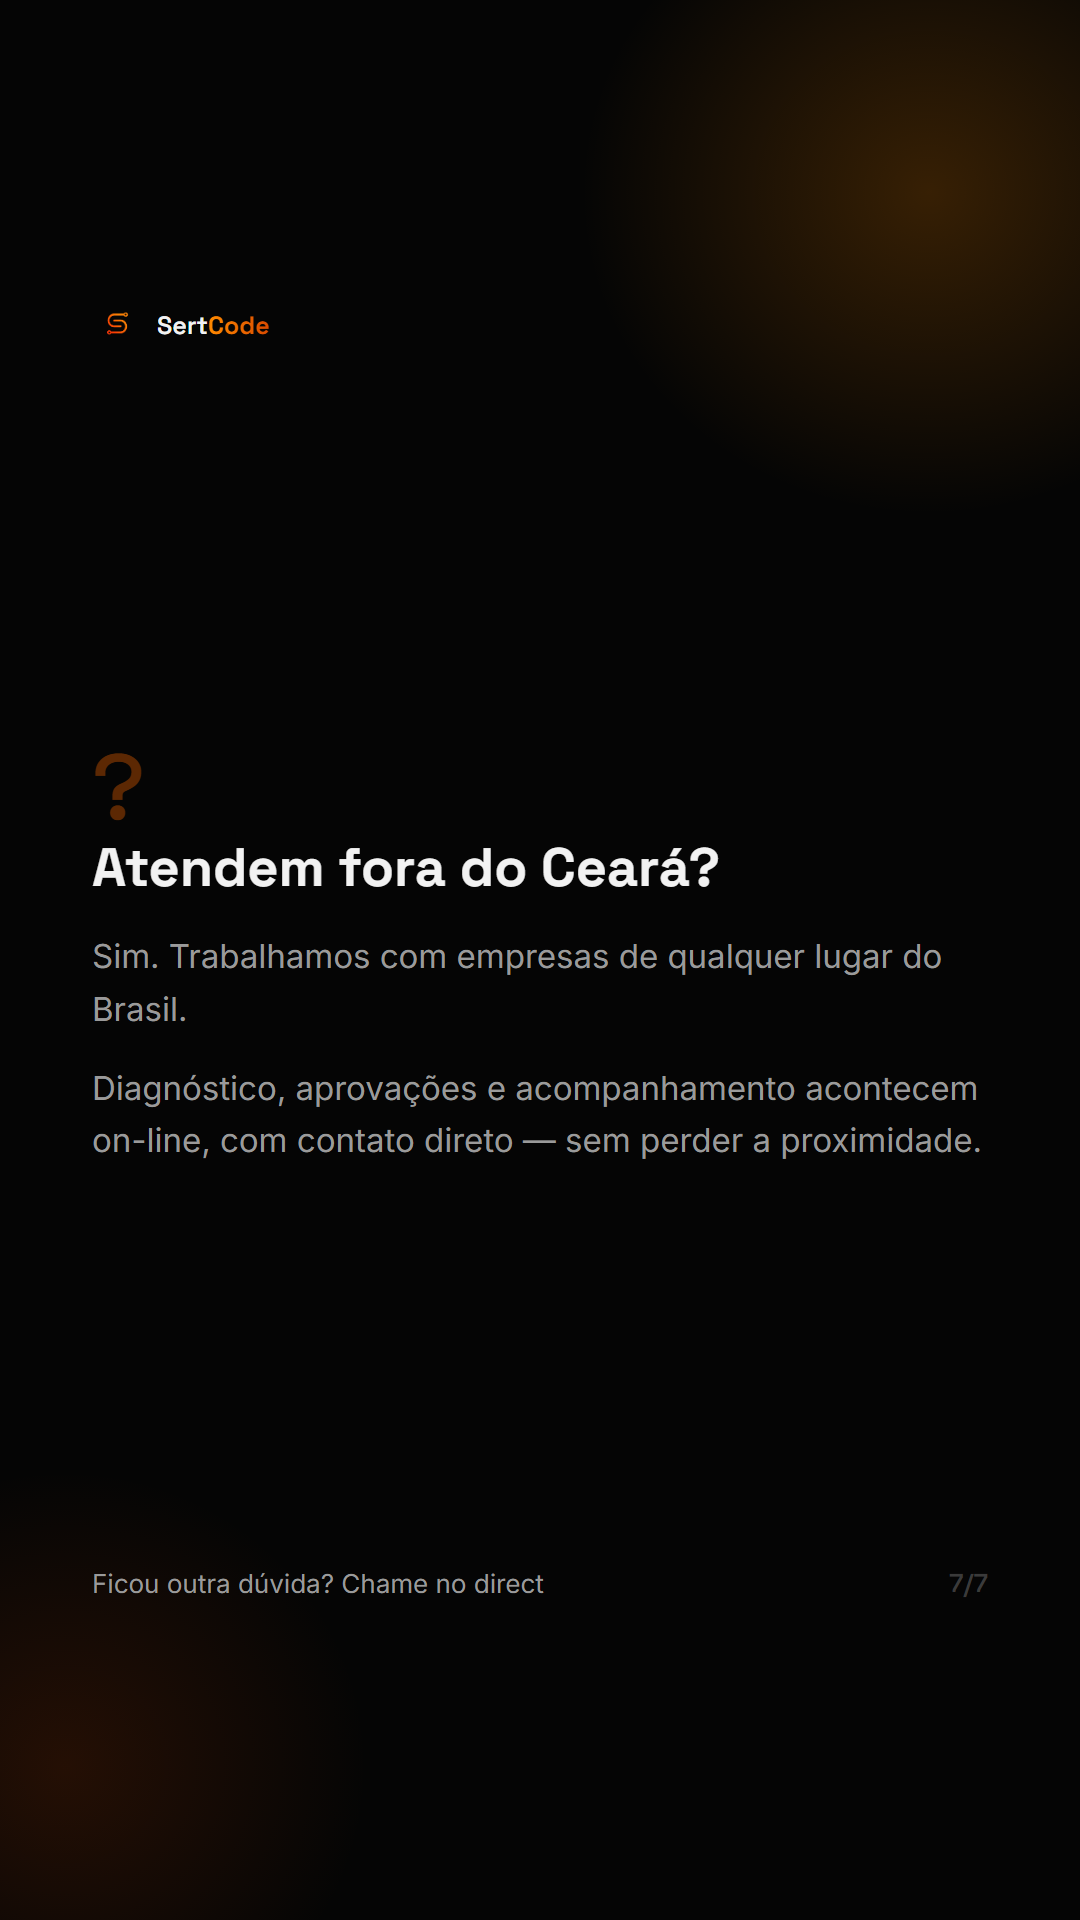 SertCode
?
Atendem fora do Ceará?
Sim. Trabalhamos com empresas de qualquer lugar do
Brasil.
Diagnóstico, aprovações e acompanhamento acontecem
on-line, com contato direto — sem perder a proximidade.
Ficou outra dúvida? Chame no direct
7/7